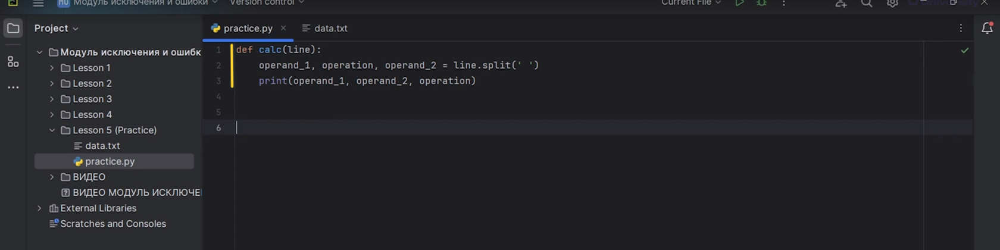 MO Модуль исключения и ошибки Version control Current File
Project
practice.py
data.txt
Модуль исключения и ошибк
Lesson 1
Lesson 2
Lesson 3
Lesson 4
Lesson 5 (Practice)
data.txt
practice.py
ВИДЕО
ВИДЕО МОДУЛЬ ИСКЛЮЧЕ
External Libraries
Scratches and Consoles
1 def calc(line):
2 operand_1, operation, operand_2 = line.split(' ')
3 print(operand_1, operand_2, operation)
4
5
6